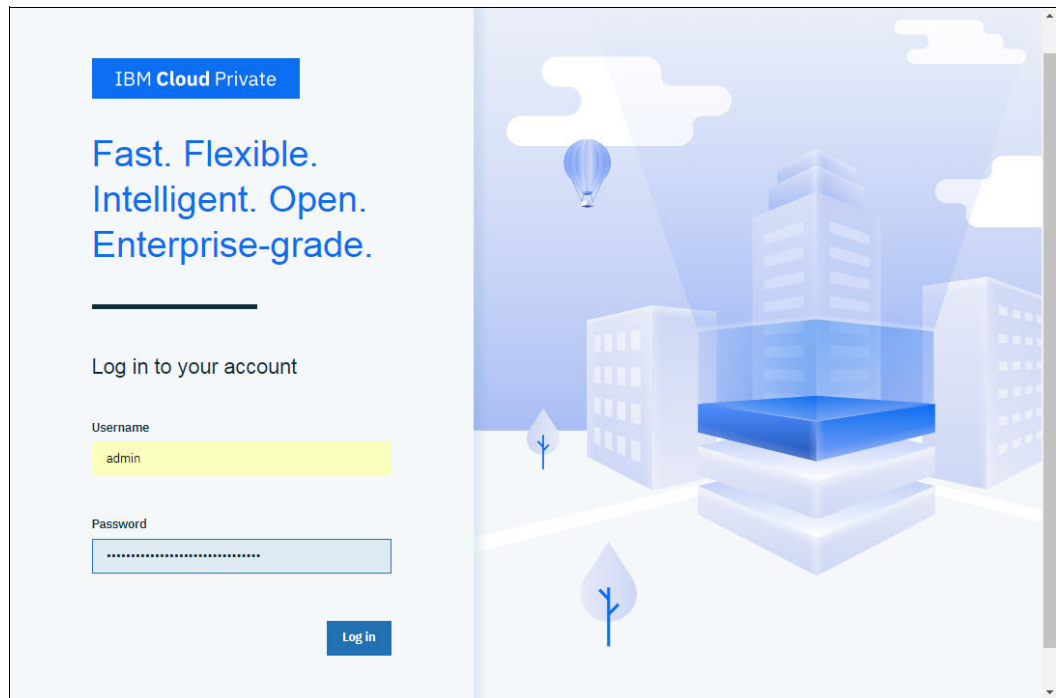 IBM Cloud Private
Fast. Flexible.
Intelligent. Open.
Enterprise-grade.
Log in to your account
Username
admin
Password
••••••••••••••••••••••••••••••••
Log in